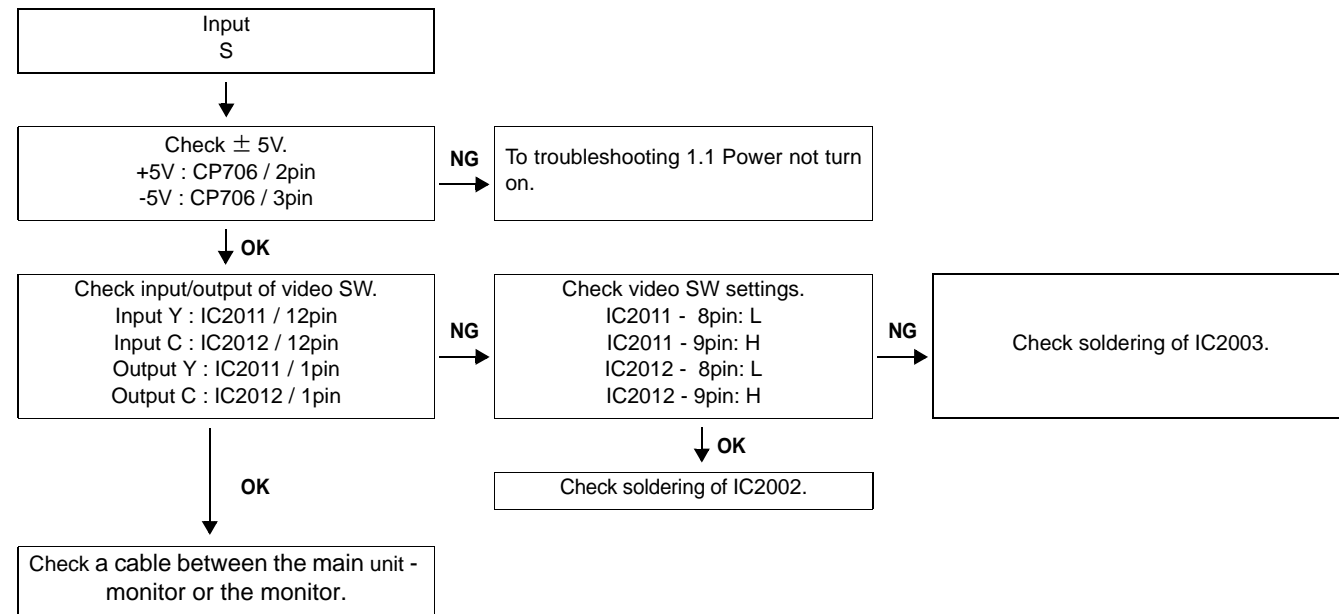 Input
S
Check ± 5V.
+5V : CP706 / 2pin
-5V : CP706 / 3pin
NG
To troubleshooting 1.1 Power not turn
on.
OK
Check input/output of video SW.
Input Y : IC2011 / 12pin
Input C : IC2012 / 12pin
Output Y : IC2011 / 1pin
Output C : IC2012 / 1pin
NG
Check video SW settings.
IC2011 - 8pin: L
IC2011 - 9pin: H
IC2012 - 8pin: L
IC2012 - 9pin: H
NG
Check soldering of IC2003.
OK
Check soldering of IC2002.
OK
Check a cable between the main unit -
monitor or the monitor.